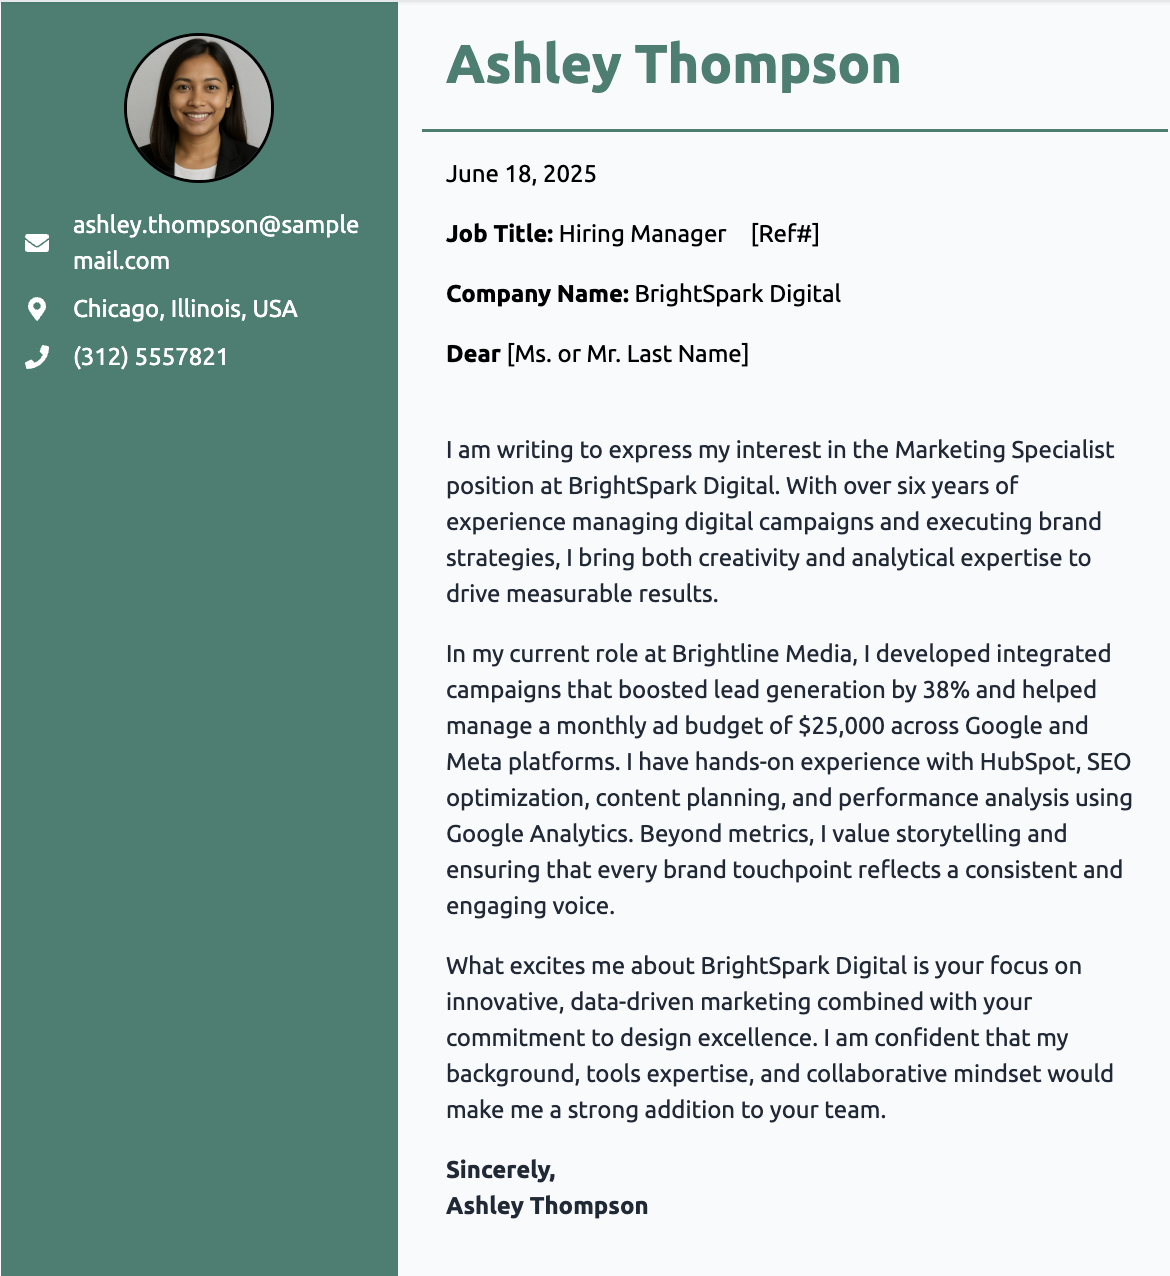 ashley.thompson@sample
mail.com
Chicago, Illinois, USA
(312) 5557821
Ashley Thompson
June 18, 2025
Job Title: Hiring Manager [Ref#]
Company Name: BrightSpark Digital
Dear [Ms. or Mr. Last Name]
I am writing to express my interest in the Marketing Specialist
position at BrightSpark Digital. With over six years of
experience managing digital campaigns and executing brand
strategies, I bring both creativity and analytical expertise to
drive measurable results.
In my current role at Brightline Media, I developed integrated
campaigns that boosted lead generation by 38% and helped
manage a monthly ad budget of $25,000 across Google and
Meta platforms. I have hands-on experience with HubSpot, SEO
optimization, content planning, and performance analysis using
Google Analytics. Beyond metrics, I value storytelling and
ensuring that every brand touchpoint reflects a consistent and
engaging voice.
What excites me about BrightSpark Digital is your focus on
innovative, data-driven marketing combined with your
commitment to design excellence. I am confident that my
background, tools expertise, and collaborative mindset would
make me a strong addition to your team.
Sincerely,
Ashley Thompson